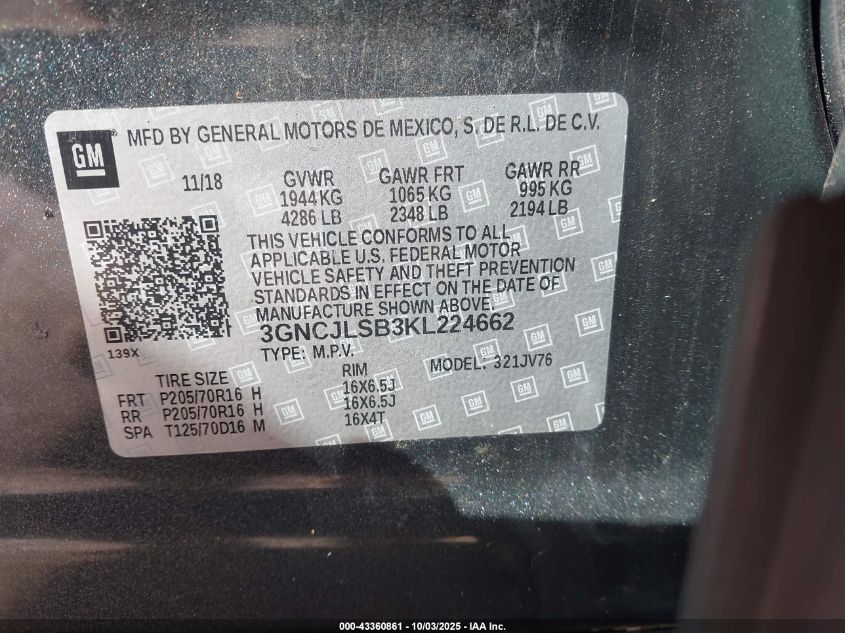 GM
MFD BY GENERAL MOTORS DE MEXICO, S. DE R.L. DE C.V.
11/18 GVWR GAWR FRT GAWR RR
1944 KG 1065 KG 995 KG
4286 LB 2348 LB 2194 LB
THIS VEHICLE CONFORMS TO ALL
APPLICABLE U.S. FEDERAL MOTOR
VEHICLE SAFETY AND THEFT PREVENTION
STANDARDS IN EFFECT ON THE DATE OF
MANUFACTURE SHOWN ABOVE.
3GNCJLSB3KL224662
139X
TYPE: M.P.V. MODEL: 321JV76
TIRE SIZE RIM
FRT P205/70R16 H 16X6.5J
RR P205/70R16 H 16X6.5J
SPA T125/70D16 M 16X4T
000-43360861 - 10/03/2025 - IAA Inc.